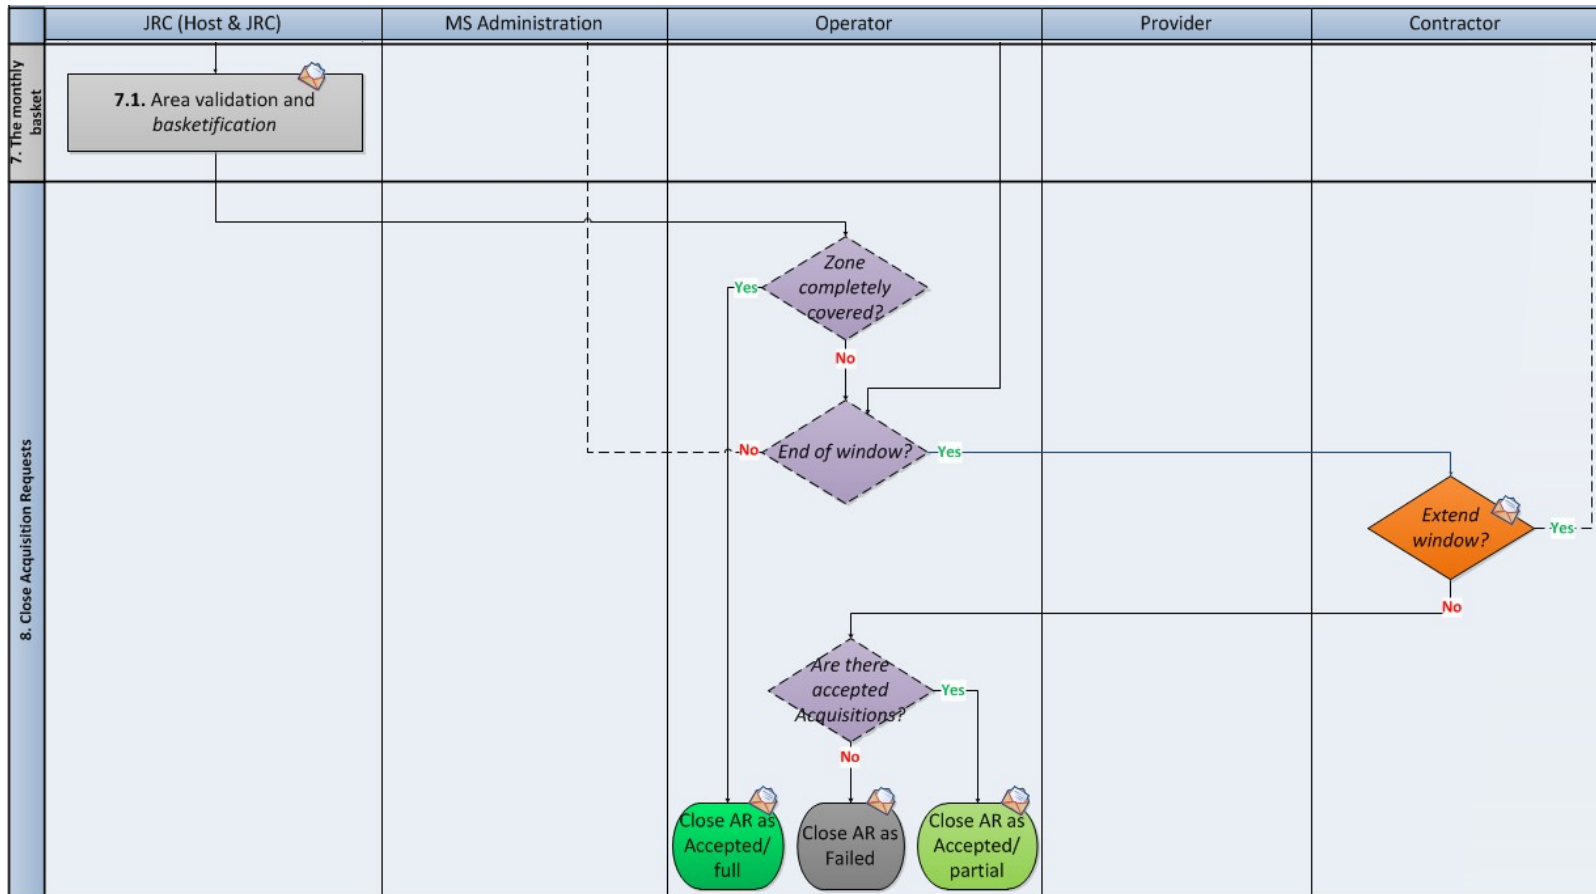 JRC (Host & JRC)
MS Administration
Operator
Provider
Contractor
7. The monthly
basket
7.1. Area validation and
basketification
8. Close Acquisition Requests
Zone
completely
covered?
Yes
No
End of window?
No
Yes
Extend
window?
Yes
No
Are there
accepted
Acquisitions?
Yes
No
Close AR as
Accepted/
full
Close AR as
Failed
Close AR as
Accepted/
partial